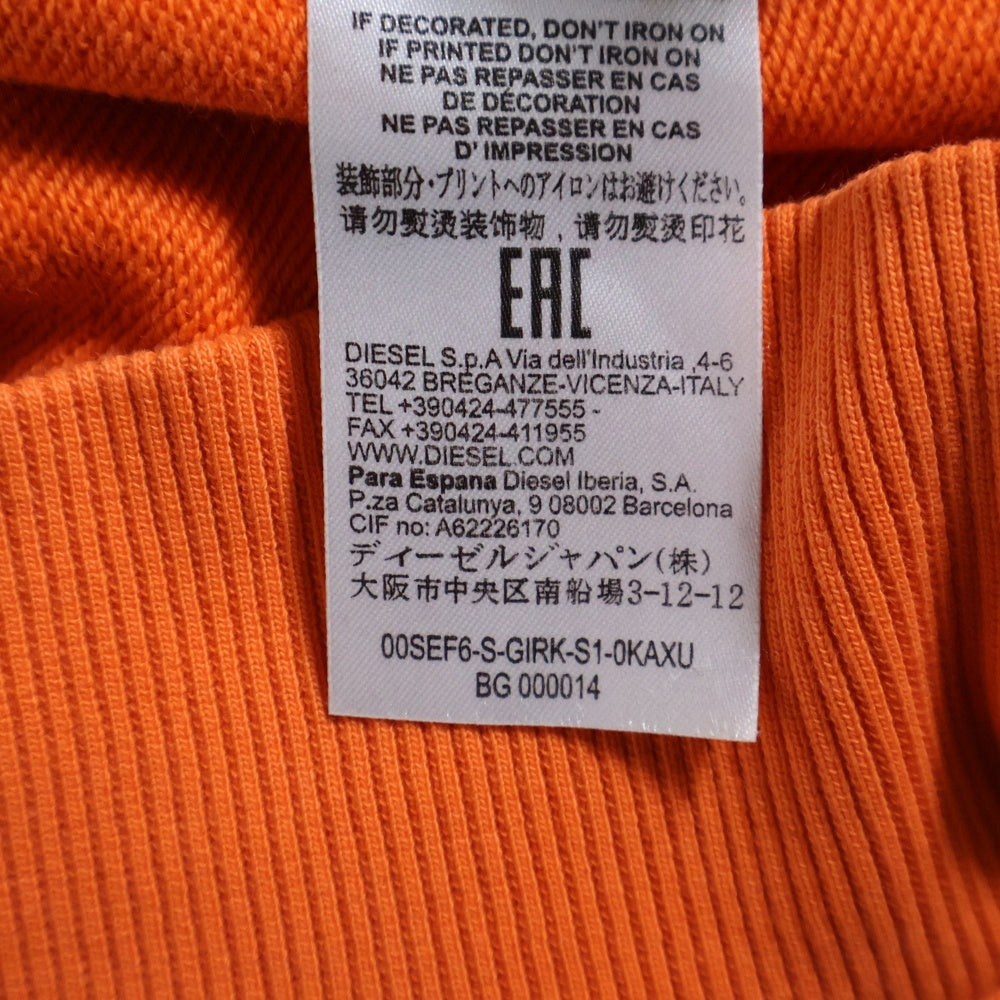 IF DECORATED, DON'T IRON ON
IF PRINTED DON'T IRON ON
NE PAS REPASSER EN CAS
DE DÉCORATION
NE PAS REPASSER EN CAS
D' IMPRESSION
装飾部分・プリントへのアイロンはお避けください。
请勿熨烫装饰物，请勿熨烫印花
EAC
DIESEL S.p.A Via dell'Industria ,4-6
36042 BREGANZE-VICENZA-ITALY
TEL +390424-477555 -
FAX +390424-411955
WWW.DIESEL.COM
Para Espana Diesel Iberia, S.A.
P.za Catalunya, 9 08002 Barcelona
CIF no: A62226170
ディーゼルジャパン(株)
大阪市中央区南船場3-12-12
00SEF6-S-GIRK-S1-0KAXU
BG 000014